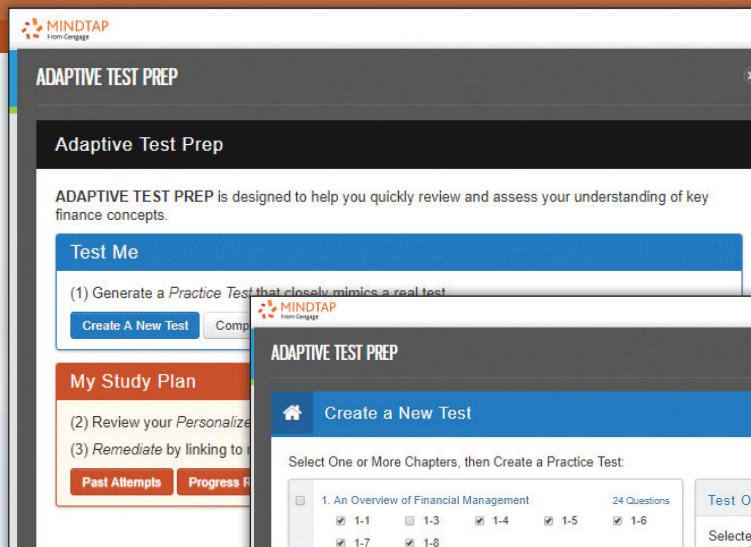 MINDTAP
From Cengage
ADAPTIVE TEST PREP
Adaptive Test Prep
ADAPTIVE TEST PREP is designed to help you quickly review and assess your understanding of key
finance concepts.
Test Me
(1) Generate a Practice Test that closely mimics a real test
Create A New Test Comp
My Study Plan
(2) Review your Personalize
(3) Remediate by linking to
Past Attempts Progress R
MINDTAP
From Cengage
ADAPTIVE TEST PREP
Create a New Test
Select One or More Chapters, then Create a Practice Test:
1. An Overview of Financial Management 24 Questions
1-1 1-3 1-4 1-5 1-6
1-7 1-8
Test O
Selecte